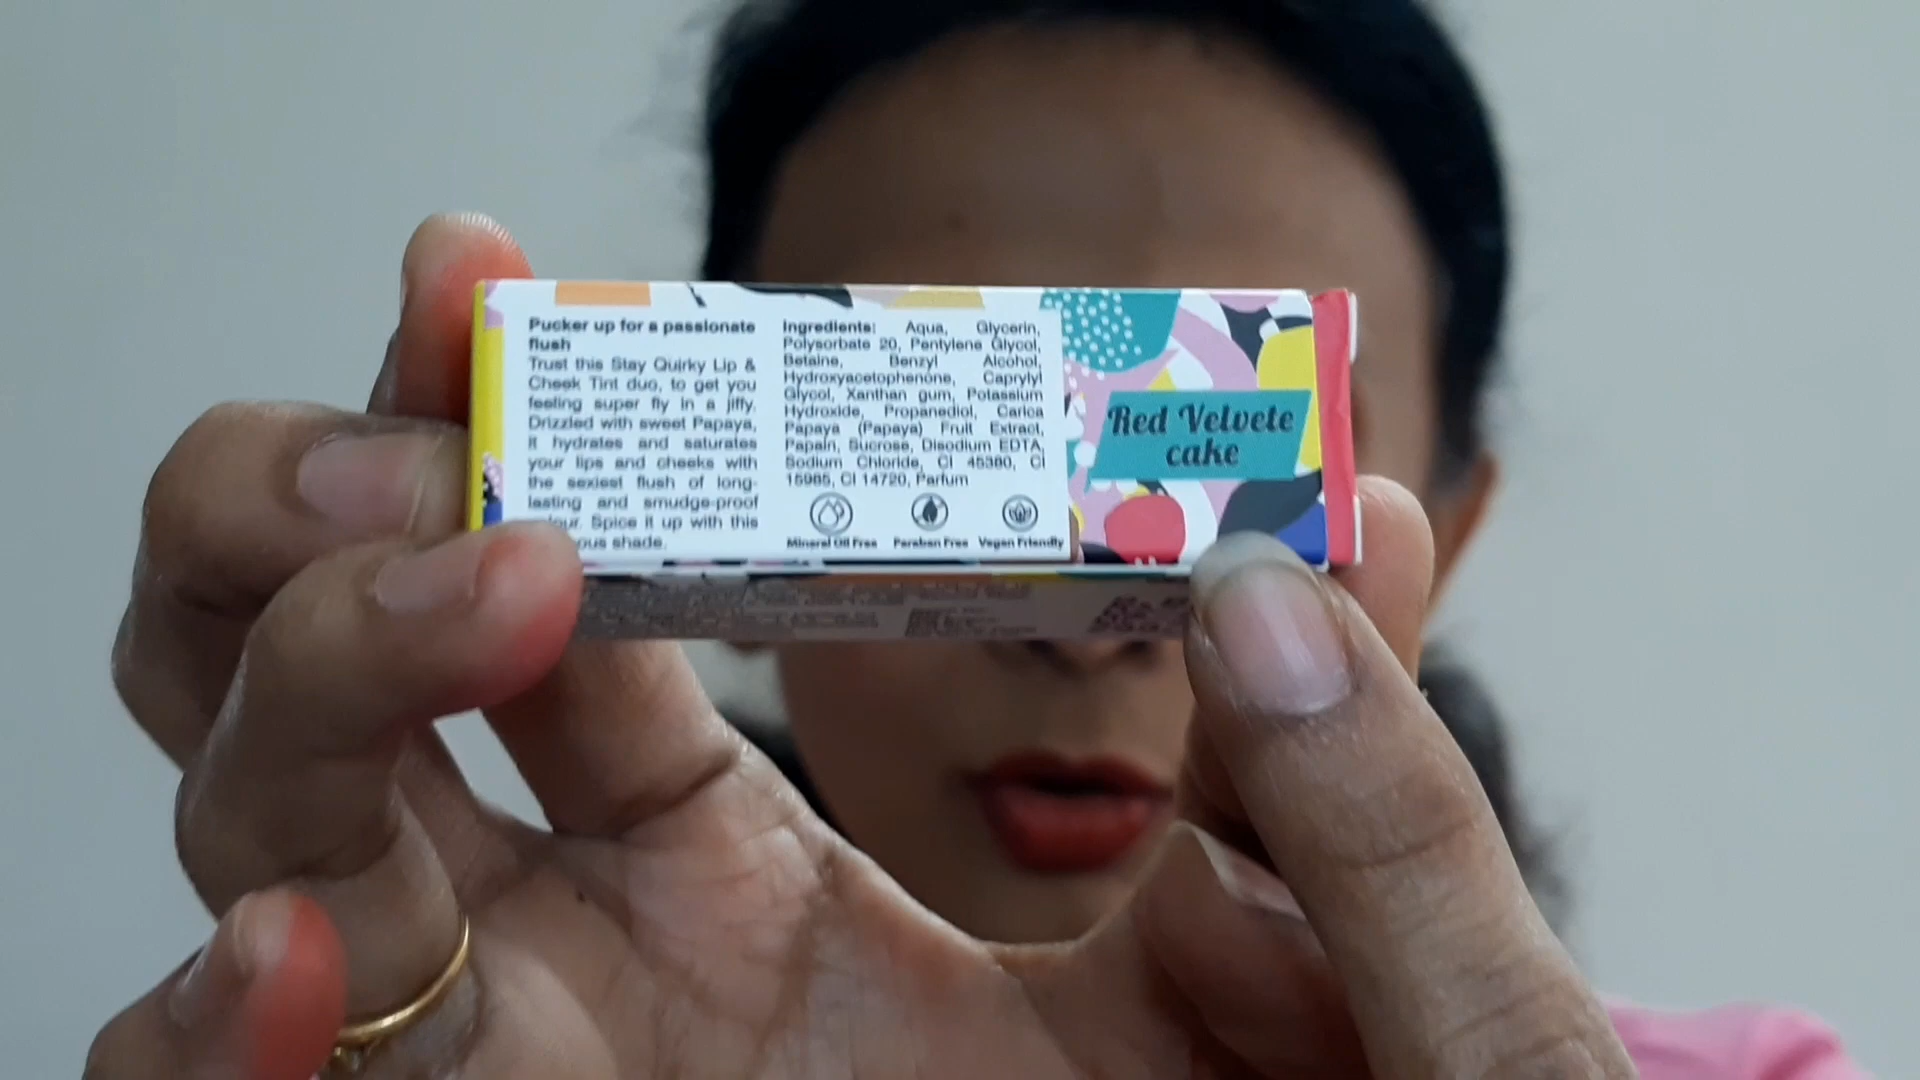 Pucker up for a passionate
flush
Trust this Stay Quirky Lip &
Cheek Tint duo, to get you
feeling super fly in a jiffy.
Drizzled with sweet Papaya,
it hydrates and saturates
your lips and cheeks with
the sexiest flush of long-
lasting and smudge-proof
Spice it up with this
shade.
Ingredients: Aqua, Glycerin,
Polysorbate 20, Pentylene Glycol,
Betaine, Benzyl Alcohol,
Hydroxyacetophenone, Caprylyl
Glycol, Xanthan gum, Potassium
Hydroxide, Propanediol, Carica
Papaya (Papaya) Fruit Extract,
Papain, Sucrose, Disodium EDTA,
Sodium Chloride, CI 45380, CI
15985, CI 14720, Parfum
Mineral Oil Free Paraben Free Vegan Friendly
Red Velvete
cake